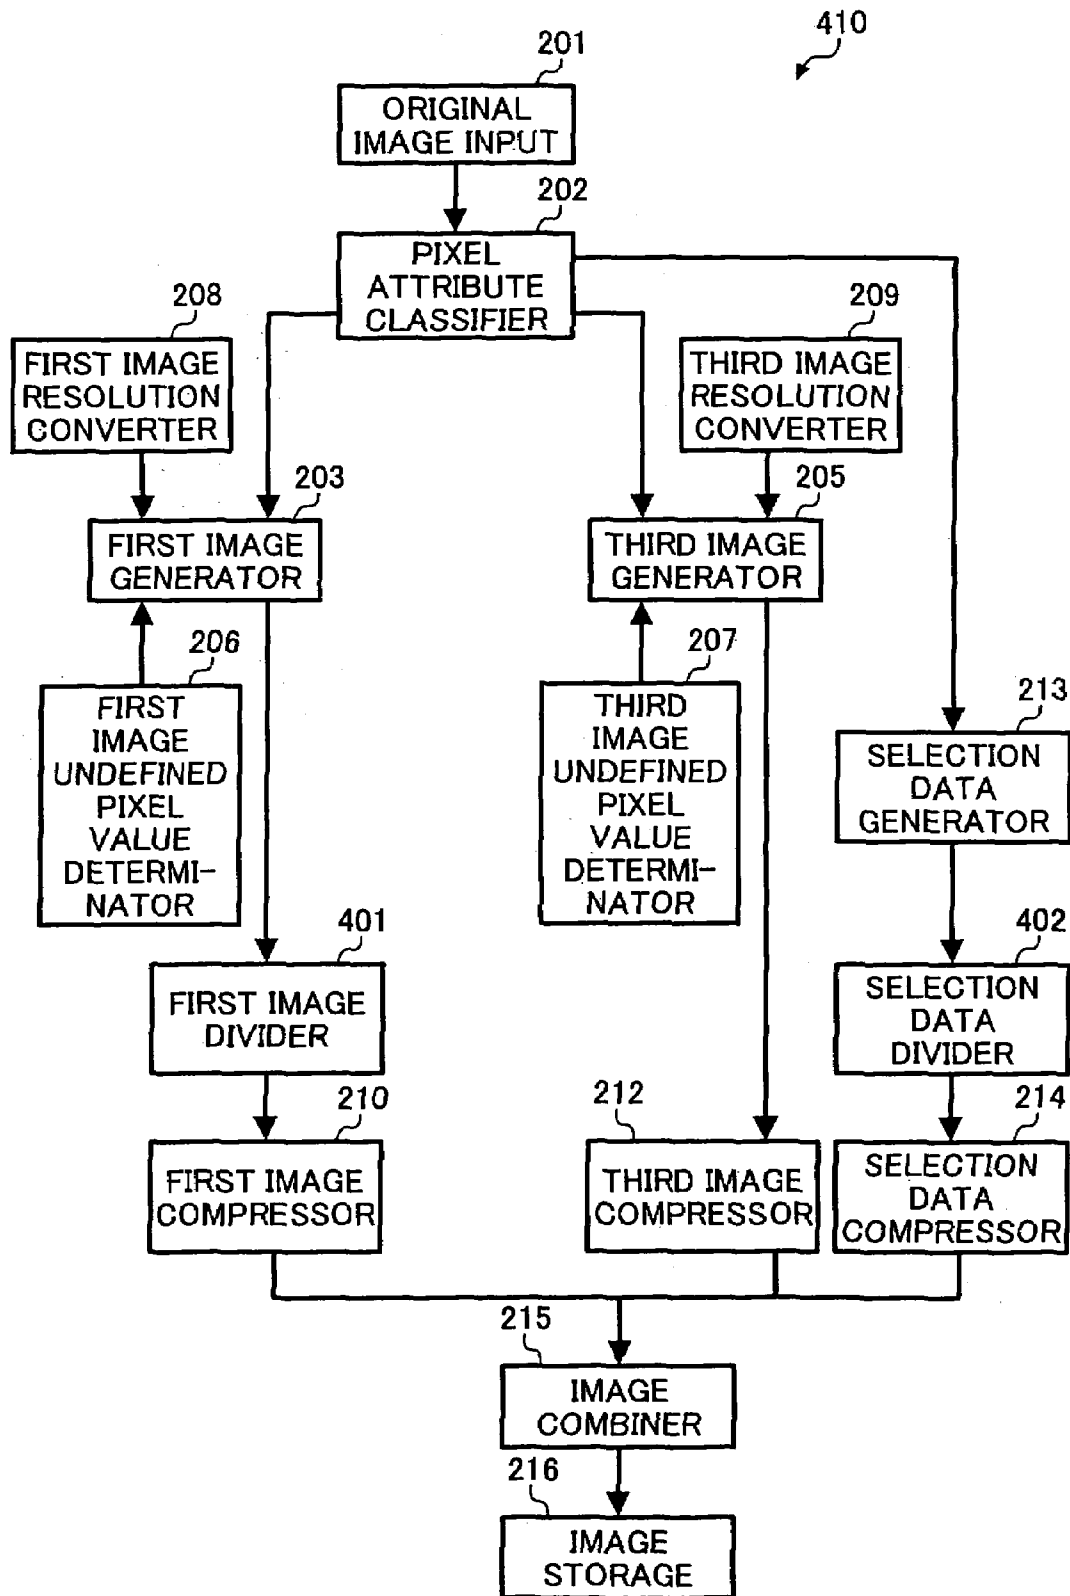 410
201
ORIGINAL
IMAGE INPUT
202
PIXEL
ATTRIBUTE
CLASSIFIER
208
FIRST IMAGE
RESOLUTION
CONVERTER
209
THIRD IMAGE
RESOLUTION
CONVERTER
203
FIRST IMAGE
GENERATOR
205
THIRD IMAGE
GENERATOR
206
FIRST
IMAGE
UNDEFINED
PIXEL
VALUE
DETERMI-
NATOR
207
THIRD
IMAGE
UNDEFINED
PIXEL
VALUE
DETERMI-
NATOR
213
SELECTION
DATA
GENERATOR
401
FIRST IMAGE
DIVIDER
402
SELECTION
DATA
DIVIDER
210
FIRST IMAGE
COMPRESSOR
212
THIRD IMAGE
COMPRESSOR
214
SELECTION
DATA
COMPRESSOR
215
IMAGE
COMBINER
216
IMAGE
STORAGE